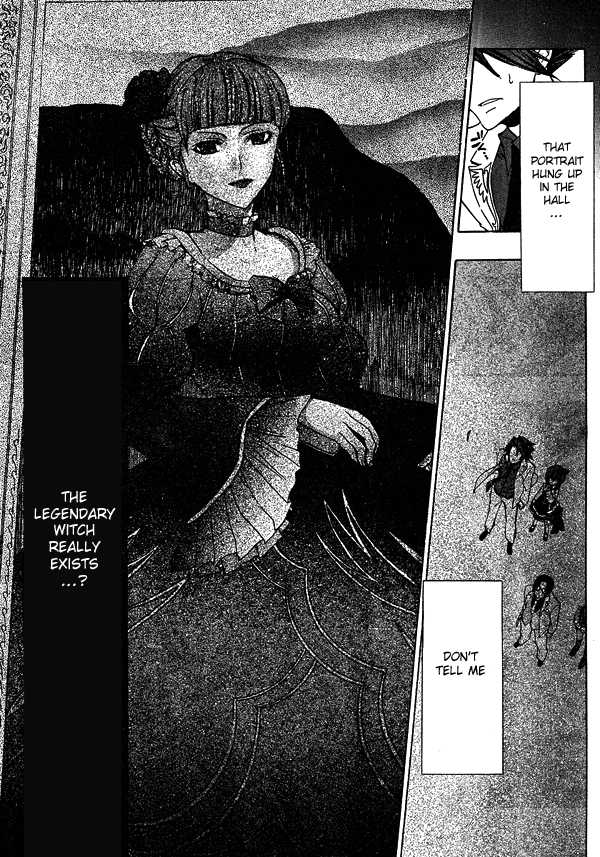 THAT
PORTRAIT
HUNG UP
IN THE
HALL
...
DON'T
TELL ME
THE
LEGENDARY
WITCH
REALLY
EXISTS
...?